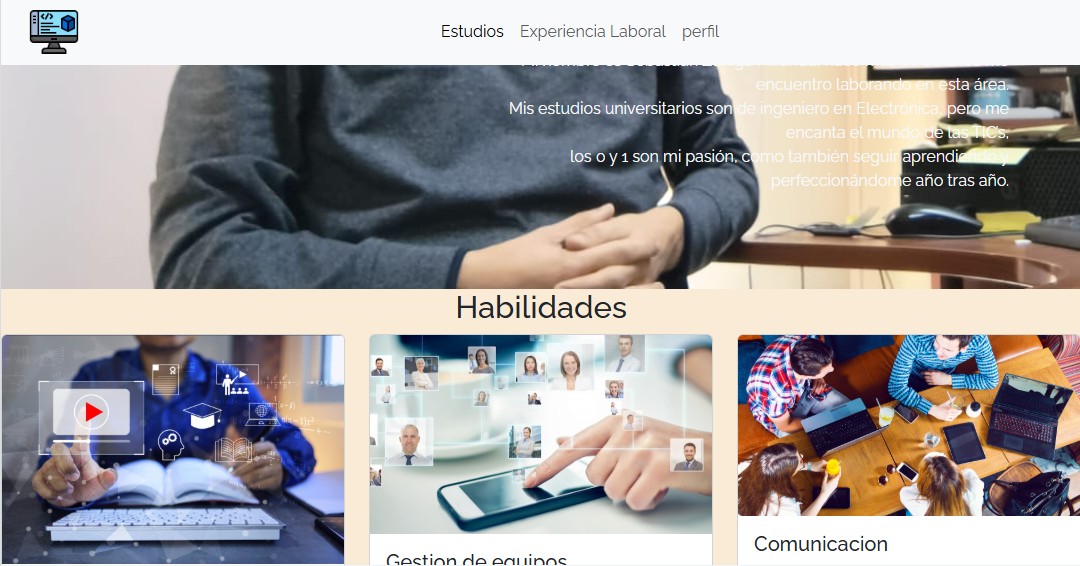 Estudios Experiencia Laboral perfil
encuentro laborando en esta área.
Mis estudios universitarios son de ingeniero en Electrónica, pero me
encanta el mundo de las TIC's,
los 0 y 1 son mi pasión, como también seguir aprendiendo y
perfeccionándome año tras año.
Habilidades
Gestion de equipos
Comunicacion